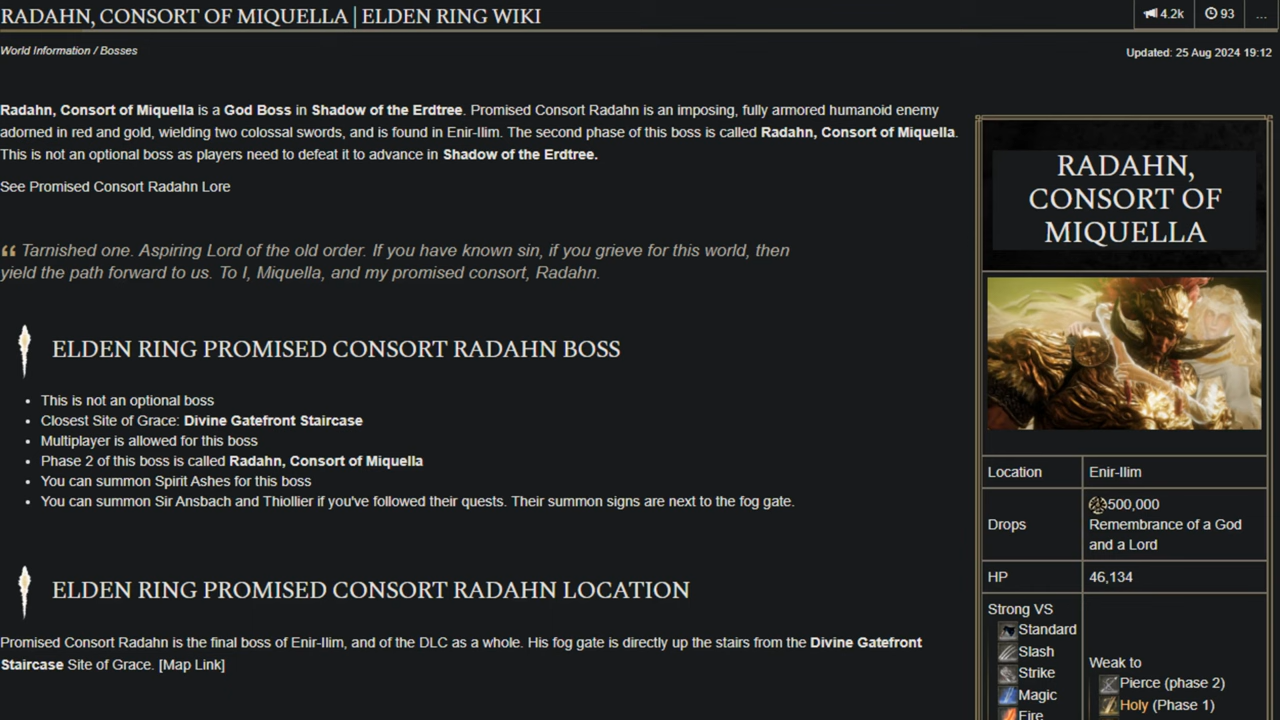 RADAHN, CONSORT OF MIQUELLA | ELDEN RING WIKI
4.2k
93
...
World Information / Bosses
Updated: 25 Aug 2024 19:12
Radahn, Consort of Miquella is a God Boss in Shadow of the Erdtree. Promised Consort Radahn is an imposing, fully armored humanoid enemy
adorned in red and gold, wielding two colossal swords, and is found in Enir-Ilim. The second phase of this boss is called Radahn, Consort of Miquella.
This is not an optional boss as players need to defeat it to advance in Shadow of the Erdtree.
See Promised Consort Radahn Lore
Tarnished one. Aspiring Lord of the old order. If you have known sin, if you grieve for this world, then
yield the path forward to us. To I, Miquella, and my promised consort, Radahn.
ELDEN RING PROMISED CONSORT RADAHN BOSS
• This is not an optional boss
• Closest Site of Grace: Divine Gatefront Staircase
• Multiplayer is allowed for this boss
• Phase 2 of this boss is called Radahn, Consort of Miquella
• You can summon Spirit Ashes for this boss
• You can summon Sir Ansbach and Thiollier if you've followed their quests. Their summon signs are next to the fog gate.
ELDEN RING PROMISED CONSORT RADAHN LOCATION
Promised Consort Radahn is the final boss of Enir-Ilim, and of the DLC as a whole. His fog gate is directly up the stairs from the Divine Gatefront
Staircase Site of Grace. [Map Link]
RADAHN,
CONSORT OF
MIQUELLA
Location
Enir-Ilim
Drops
500,000
Remembrance of a God
and a Lord
HP
46,134
Strong VS
Standard
Slash
Strike
Magic
Fire
Weak to
Pierce (phase 2)
Holy (Phase 1)